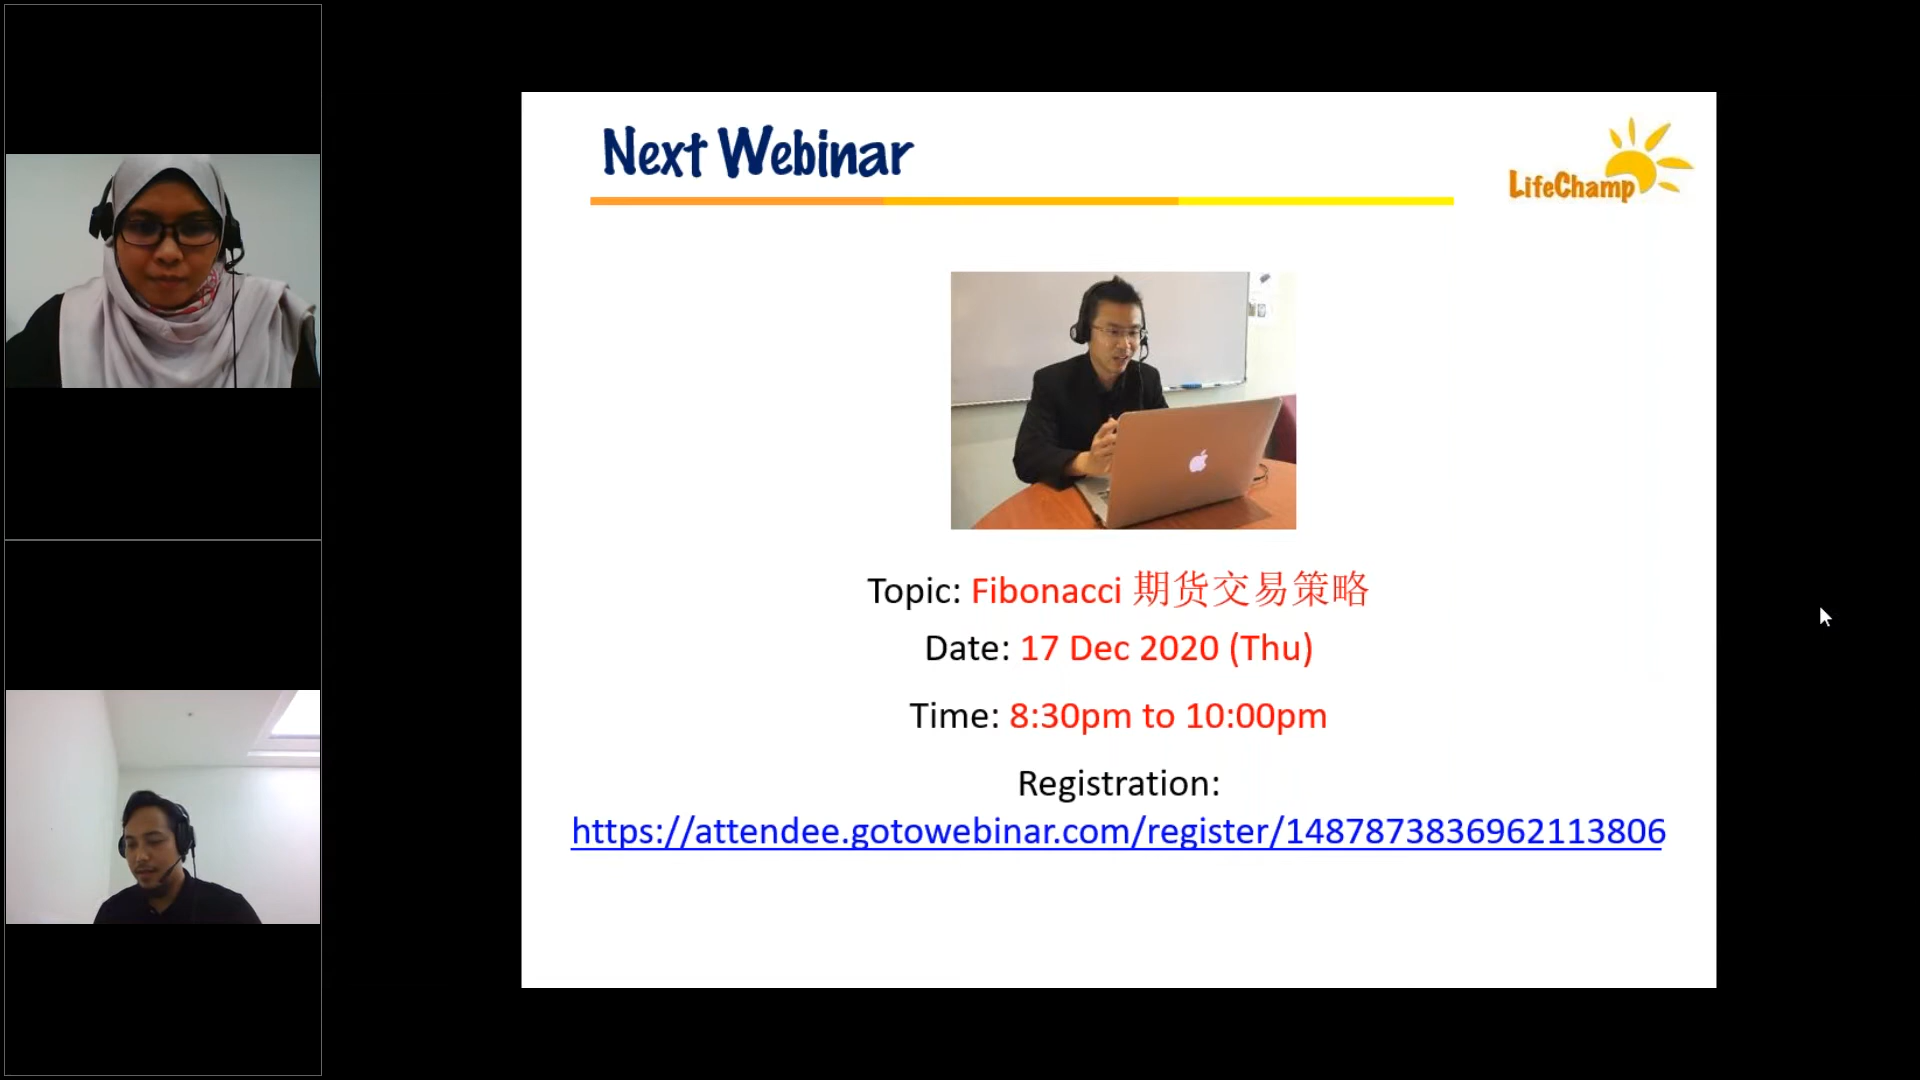 Next Webinar
LifeChamp
Topic: Fibonacci 期货交易策略
Date: 17 Dec 2020 (Thu)
Time: 8:30pm to 10:00pm
Registration:
https://attendee.gotowebinar.com/register/1487873836962113806